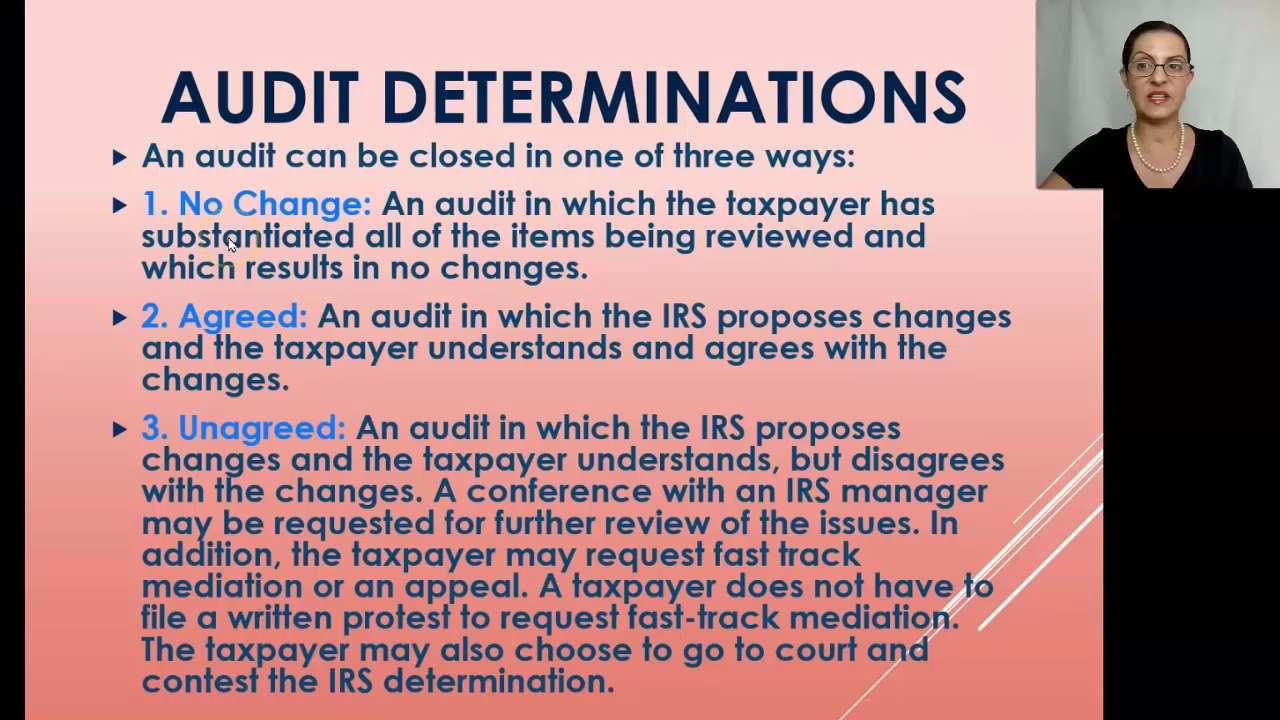 AUDIT DETERMINATIONS
An audit can be closed in one of three ways:
1. No Change: An audit in which the taxpayer has
substantiated all of the items being reviewed and
which results in no changes.
2. Agreed: An audit in which the IRS proposes changes
and the taxpayer understands and agrees with the
changes.
3. Unagreed: An audit in which the IRS proposes
changes and the taxpayer understands, but disagrees
with the changes. A conference with an IRS manager
may be requested for further review of the issues. In
addition, the taxpayer may request fast track
mediation or an appeal. A taxpayer does not have to
file a written protest to request fast-track mediation.
The taxpayer may also choose to go to court and
contest the IRS determination.